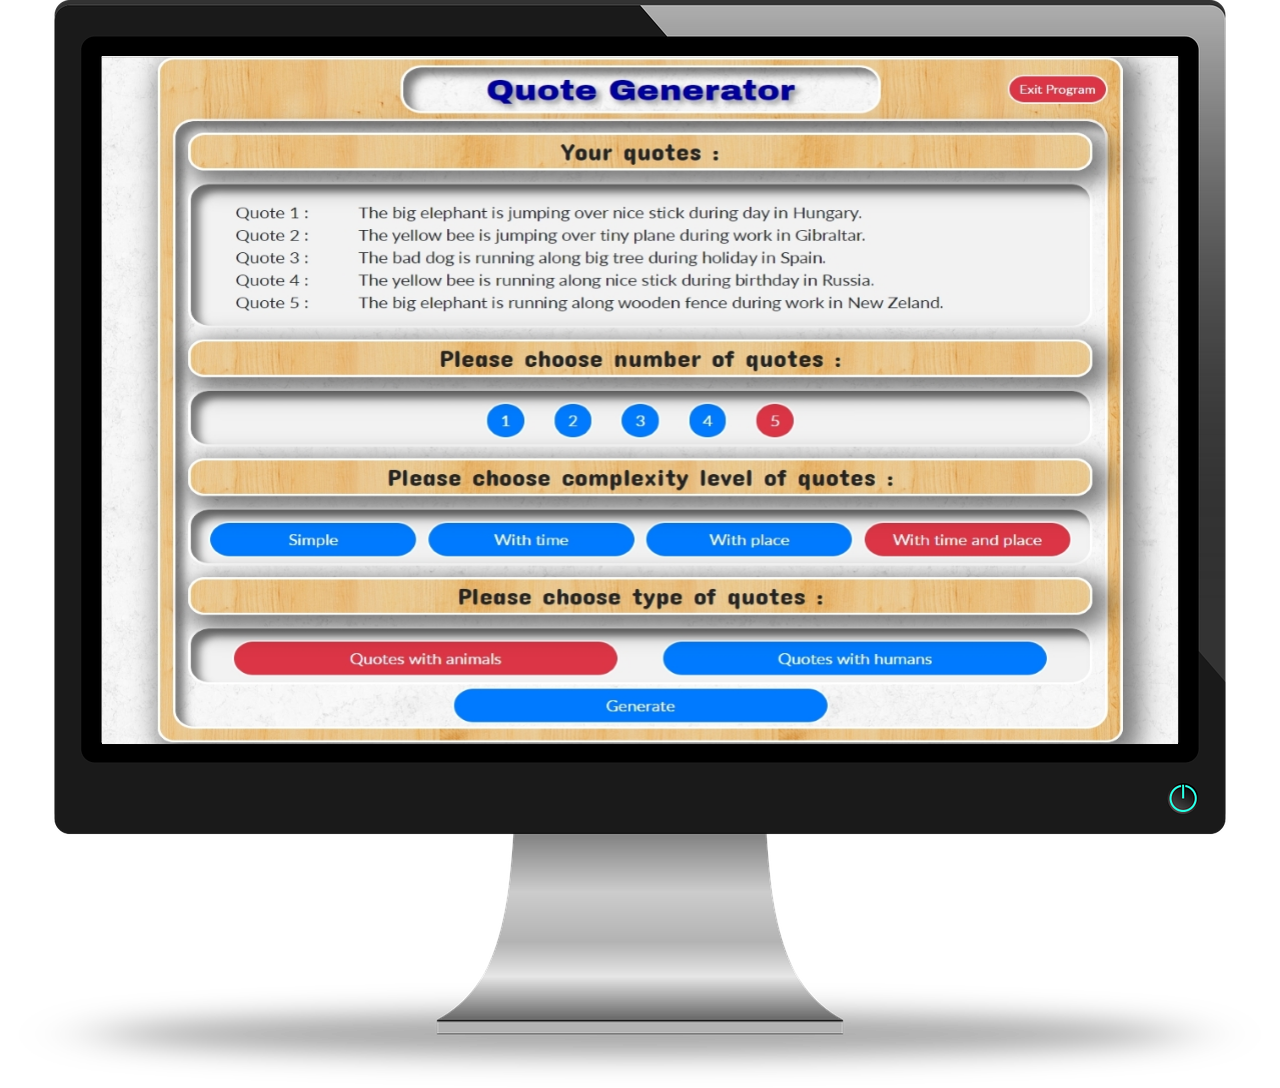 Quote Generator
Exit Program
Your quotes :
Quote 1 : The big elephant is jumping over nice stick during day in Hungary.
Quote 2 : The yellow bee is jumping over tiny plane during work in Gibraltar.
Quote 3 : The bad dog is running along big tree during holiday in Spain.
Quote 4 : The yellow bee is running along nice stick during birthday in Russia.
Quote 5 : The big elephant is running along wooden fence during work in New Zeland.
Please choose number of quotes :
1 2 3 4 5
Please choose complexity level of quotes :
Simple With time With place With time and place
Please choose type of quotes :
Quotes with animals Quotes with humans
Generate